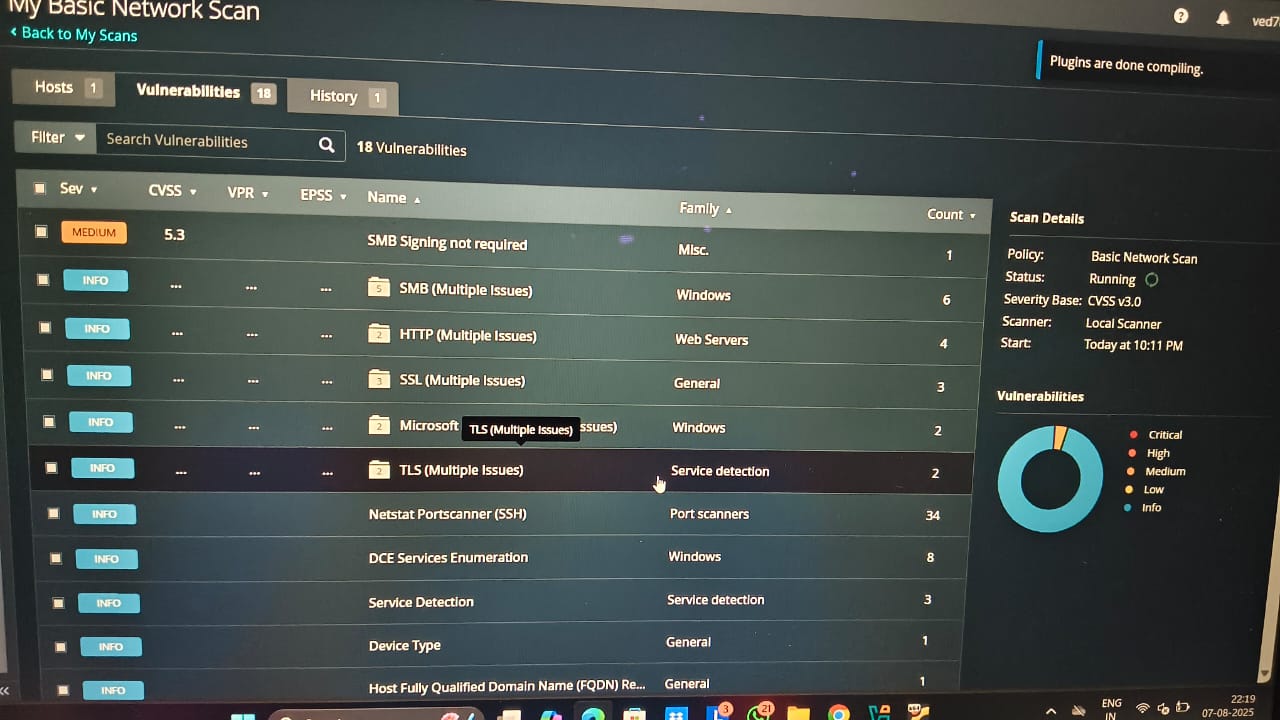 My Basic Network Scan
< Back to My Scans
ved7
Plugins are done compiling.
Hosts 1
Vulnerabilities 18
History 1
Filter
Search Vulnerabilities
18 Vulnerabilities
Sev CVSS VPR EPSS Name Family Count
MEDIUM 5.3 SMB Signing not required Misc. 1
INFO ... ... ... 5 SMB (Multiple Issues) Windows 6
INFO ... ... ... 2 HTTP (Multiple Issues) Web Servers 4
INFO ... ... ... 3 SSL (Multiple Issues) General 3
INFO ... ... ... 2 Microsoft ssues) Windows 2
TLS (Multiple Issues)
INFO ... ... ... 2 TLS (Multiple Issues) Service detection 2
INFO Netstat Portscanner (SSH) Port scanners 34
INFO DCE Services Enumeration Windows 8
INFO Service Detection Service detection 3
INFO Device Type General 1
INFO Host Fully Qualified Domain Name (FQDN) Re... General 1
Scan Details
Policy: Basic Network Scan
Status: Running
Severity Base: CVSS v3.0
Scanner: Local Scanner
Start: Today at 10:11 PM
Vulnerabilities
Critical
High
Medium
Low
Info
3
21
ENG
IN
22:19
07-08-2025